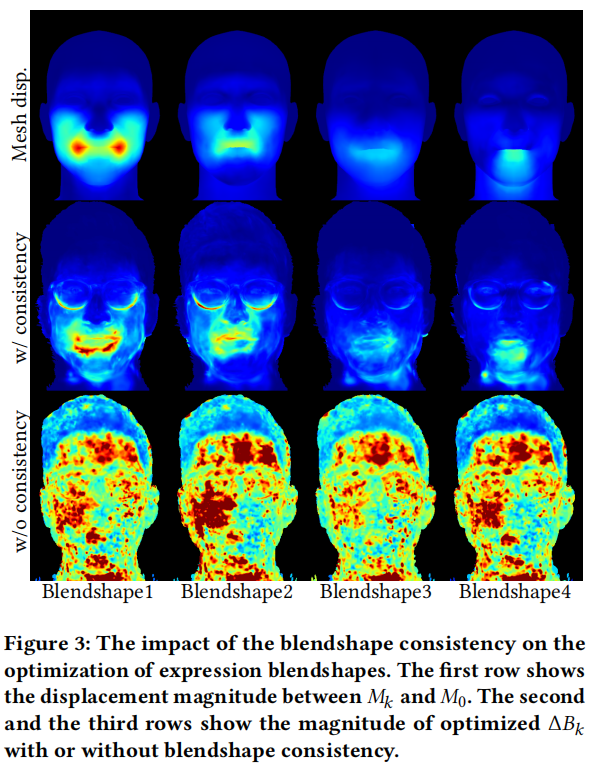 Mesh disp.
w/ consistency
w/o consistency
Blendshape1 Blendshape2 Blendshape3 Blendshape4
Figure 3: The impact of the blendshape consistency on the
optimization of expression blendshapes. The first row shows
the displacement magnitude between Mₖ and M₀. The second
and the third rows show the magnitude of optimized ΔBₖ
with or without blendshape consistency.